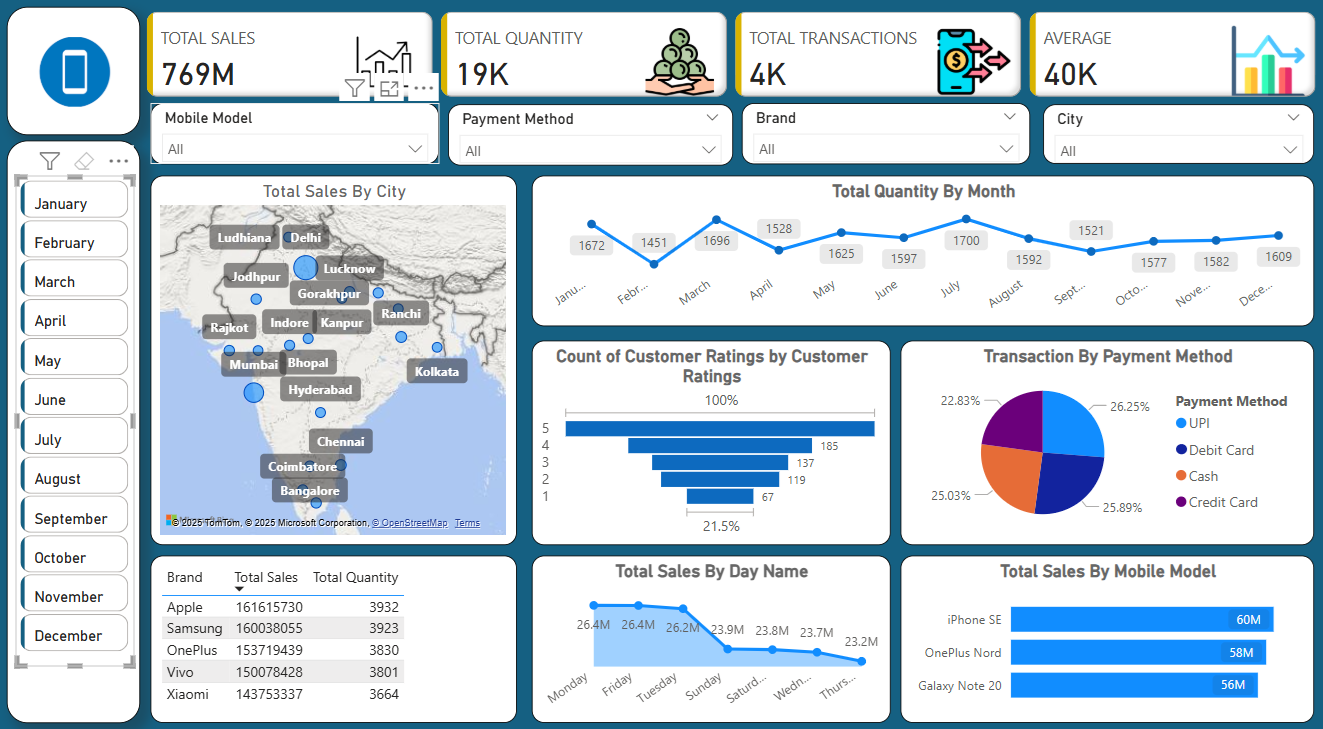 TOTAL SALES
769M
TOTAL QUANTITY
19K
TOTAL TRANSACTIONS
4K
AVERAGE
40K
Mobile Model
All
Payment Method
All
Brand
All
City
All
January
February
March
April
May
June
July
August
September
October
November
December
Total Sales By City
Ludhiana
Delhi
Lucknow
Jodhpur
Gorakhpur
Ranchi
Rajkot
Indore
Kanpur
Mumbai
Bhopal
Kolkata
Hyderabad
Chennai
Coimbatore
Bangalore
© 2025 TomTom, © 2025 Microsoft Corporation, © OpenStreetMap Terms
Total Quantity By Month
1672
1451
1696
1528
1625
1597
1700
1592
1521
1577
1582
1609
Janu...
Febr...
March
April
May
June
July
August
Sept...
Octo...
Nove...
Dece...
Count of Customer Ratings by Customer
Ratings
100%
5
4 185
3 137
2 119
1 67
21.5%
Transaction By Payment Method
22.83%
26.25%
25.03%
25.89%
Payment Method
UPI
Debit Card
Cash
Credit Card
Brand Total Sales Total Quantity
Apple 161615730 3932
Samsung 160038055 3923
OnePlus 153719439 3830
Vivo 150078428 3801
Xiaomi 143753337 3664
Total Sales By Day Name
26.4M
26.4M
26.2M
23.9M
23.8M
23.7M
23.2M
Monday
Friday
Tuesday
Sunday
Saturd...
Wedn...
Thurs...
Total Sales By Mobile Model
iPhone SE 60M
OnePlus Nord 58M
Galaxy Note 20 56M